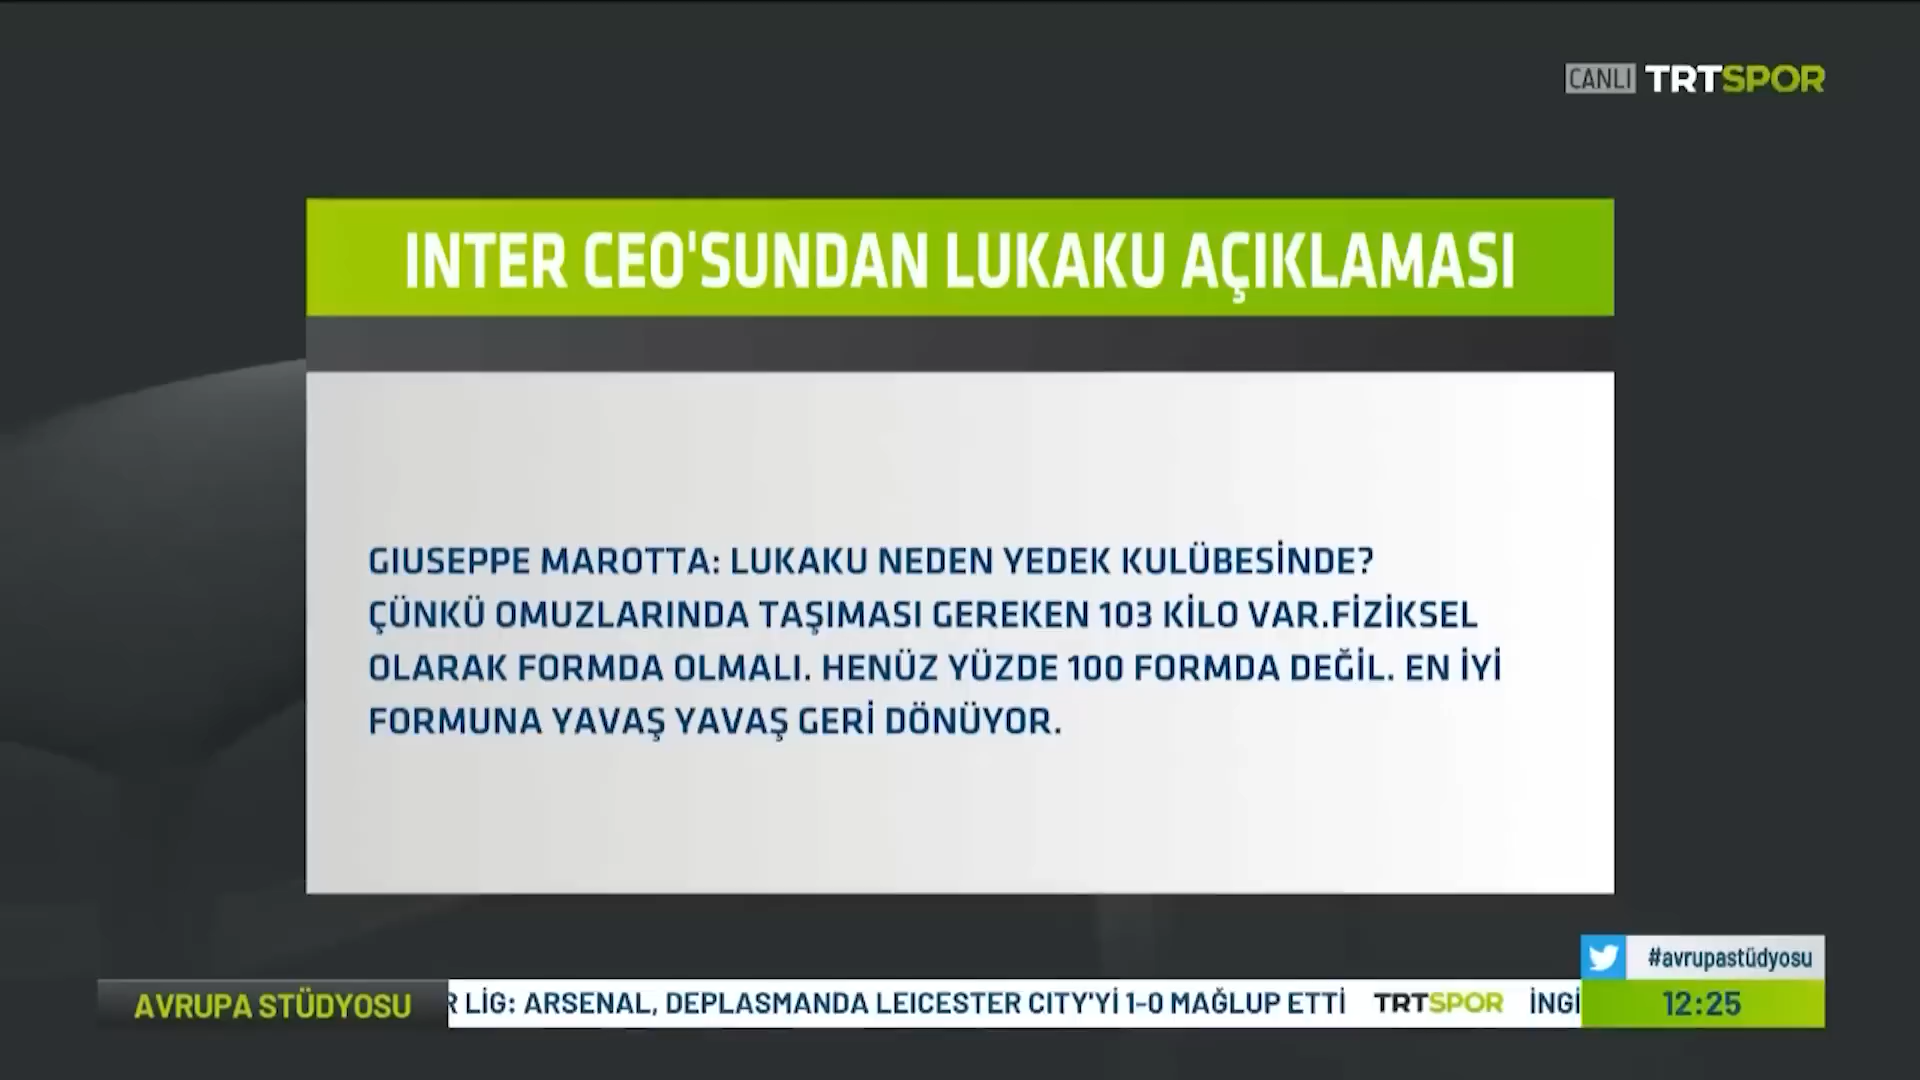 CANLI TRTSPOR
INTER CEO'SUNDAN LUKAKU AÇIKLAMASI
GIUSEPPE MAROTTA: LUKAKU NEDEN YEDEK KULÜBESİNDE?
ÇÜNKÜ OMUZLARINDA TAŞIMASI GEREKEN 103 KİLO VAR.FİZİKSEL
OLARAK FORMDA OLMALI. HENÜZ YÜZDE 100 FORMDA DEĞİL. EN İYİ
FORMUNA YAVAŞ YAVAŞ GERİ DÖNÜYOR.
#avrupastüdyosu
AVRUPA STÜDYOSU
R LİG: ARSENAL, DEPLASMANDA LEICESTER CITY'Yİ 1-0 MAĞLUP ETTİ TRTSPOR İNGİ
12:25